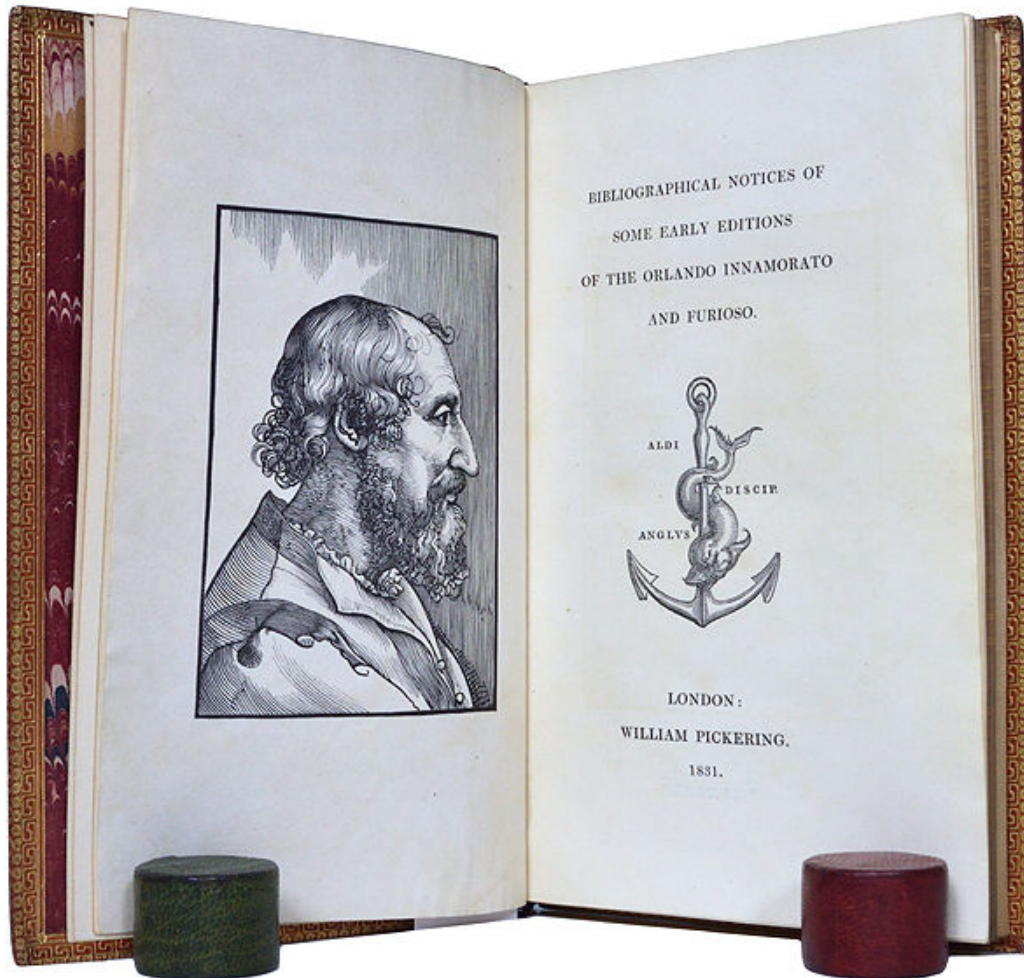 BIBLIOGRAPHICAL NOTICES OF
SOME EARLY EDITIONS
OF THE ORLANDO INNAMORATO
AND FURIOSO.
ALDI
DISCIP.
ANGLVS
LONDON:
WILLIAM PICKERING.
1831.